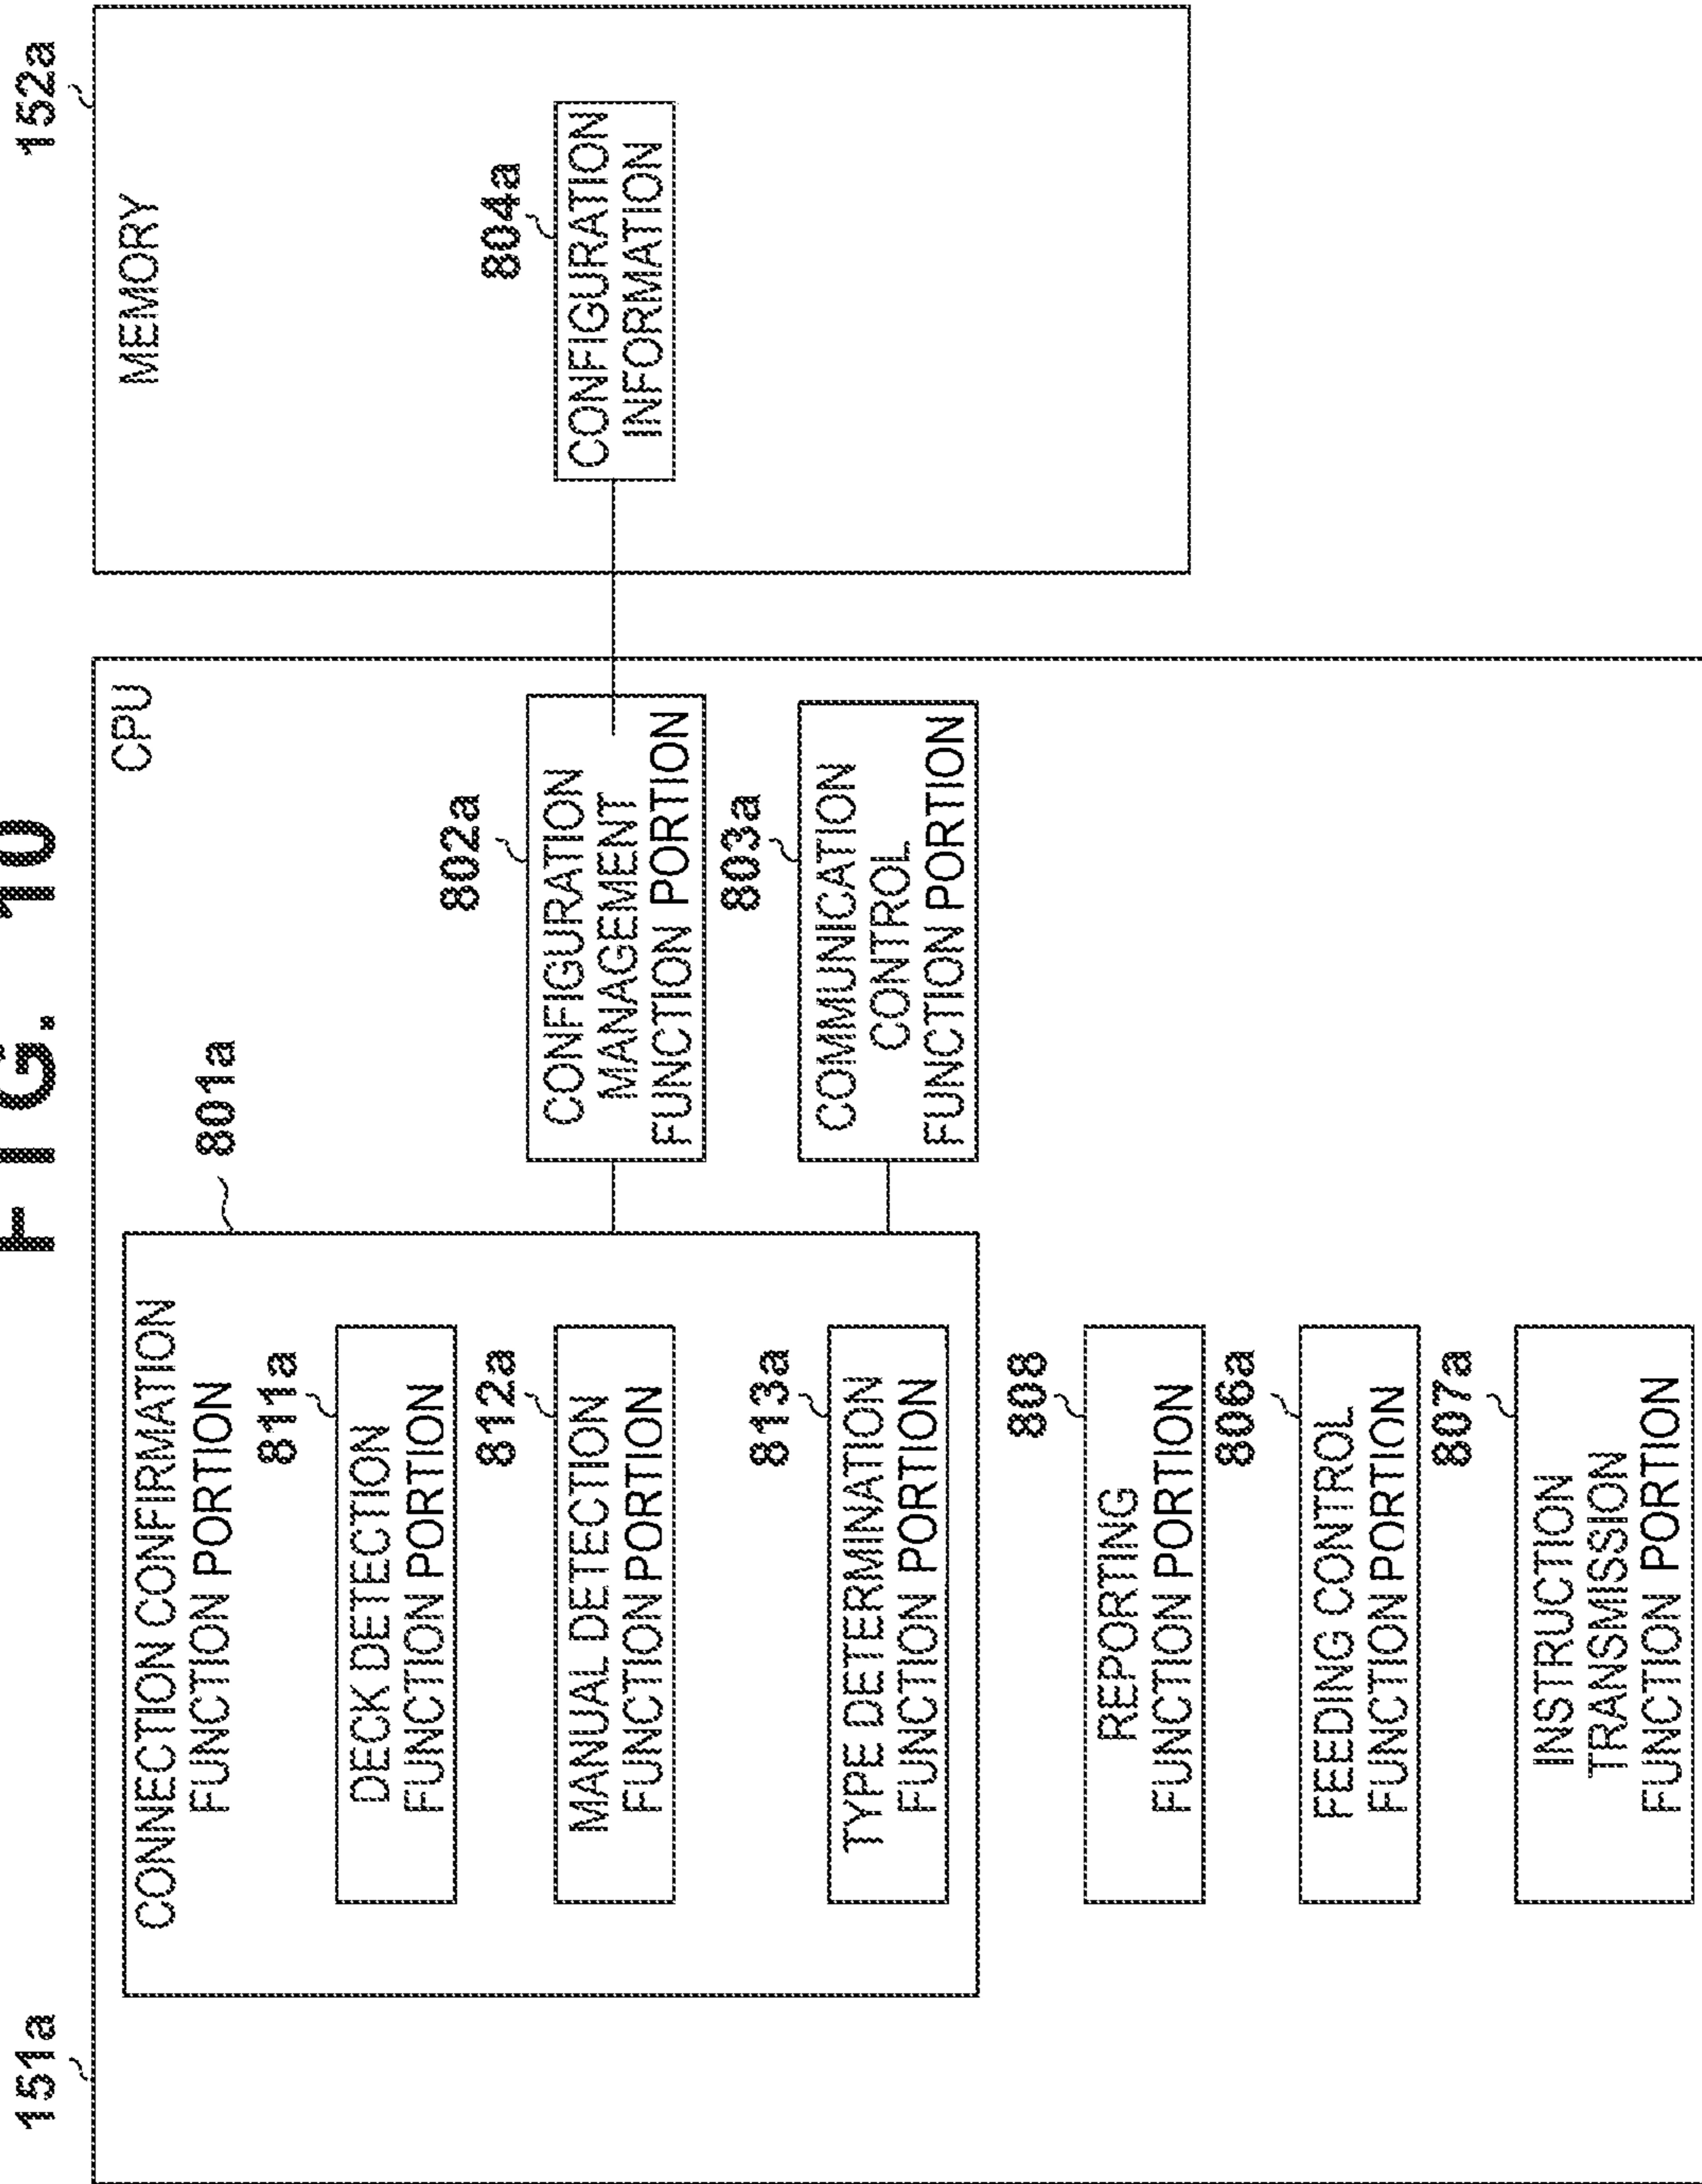 FIG. 10
151a
CPU
801a
CONNECTION CONFIRMATION
FUNCTION PORTION
811a
DECK DETECTION
FUNCTION PORTION
812a
MANUAL DETECTION
FUNCTION PORTION
813a
TYPE DETERMINATION
FUNCTION PORTION
808
REPORTING
FUNCTION PORTION
806a
FEEDING CONTROL
FUNCTION PORTION
807a
INSTRUCTION
TRANSMISSION
FUNCTION PORTION
802a
CONFIGURATION
MANAGEMENT
FUNCTION PORTION
803a
COMMUNICATION
CONTROL
FUNCTION PORTION
152a
MEMORY
804a
CONFIGURATION
INFORMATION